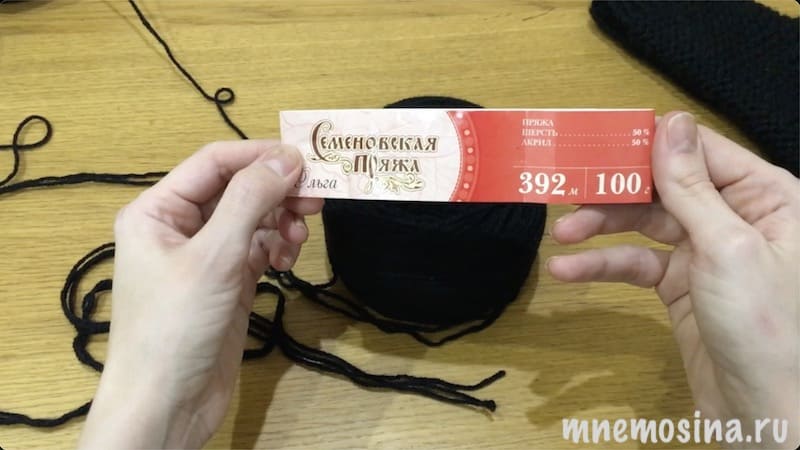 Семеновская
Пряжа
Ольга
ПРЯЖА
ШЕРСТЬ 50 %
АКРИЛ 50 %
392 м 100 г
mnemosina.ru